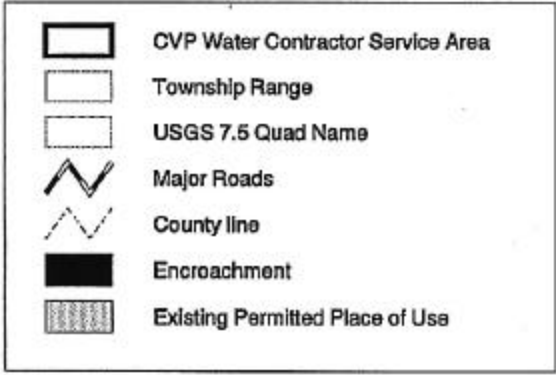 CVP Water Contractor Service Area
Township Range
USGS 7.5 Quad Name
Major Roads
County line
Encroachment
Existing Permitted Place of Use